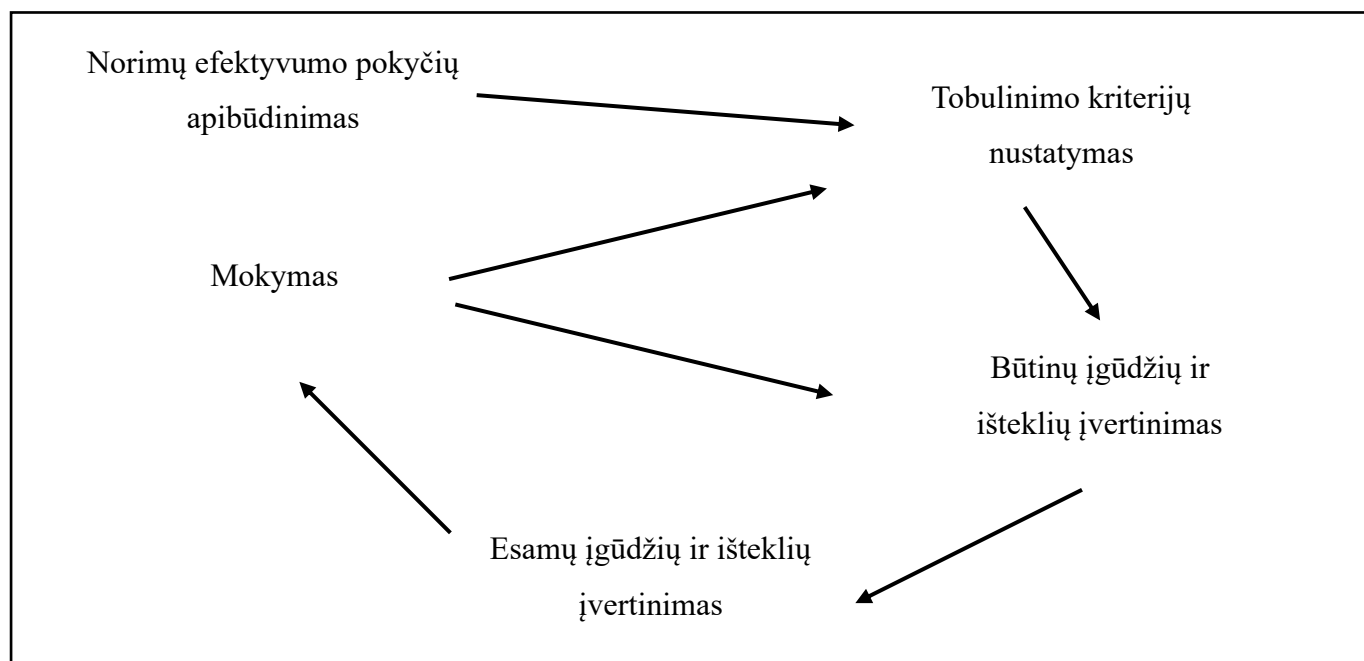 Norimų efektyvumo pokyčių
apibūdinimas
Tobulinimo kriterijų
nustatymas
Mokymas
Būtinų įgūdžių ir
išteklių įvertinimas
Esamų įgūdžių ir išteklių
įvertinimas